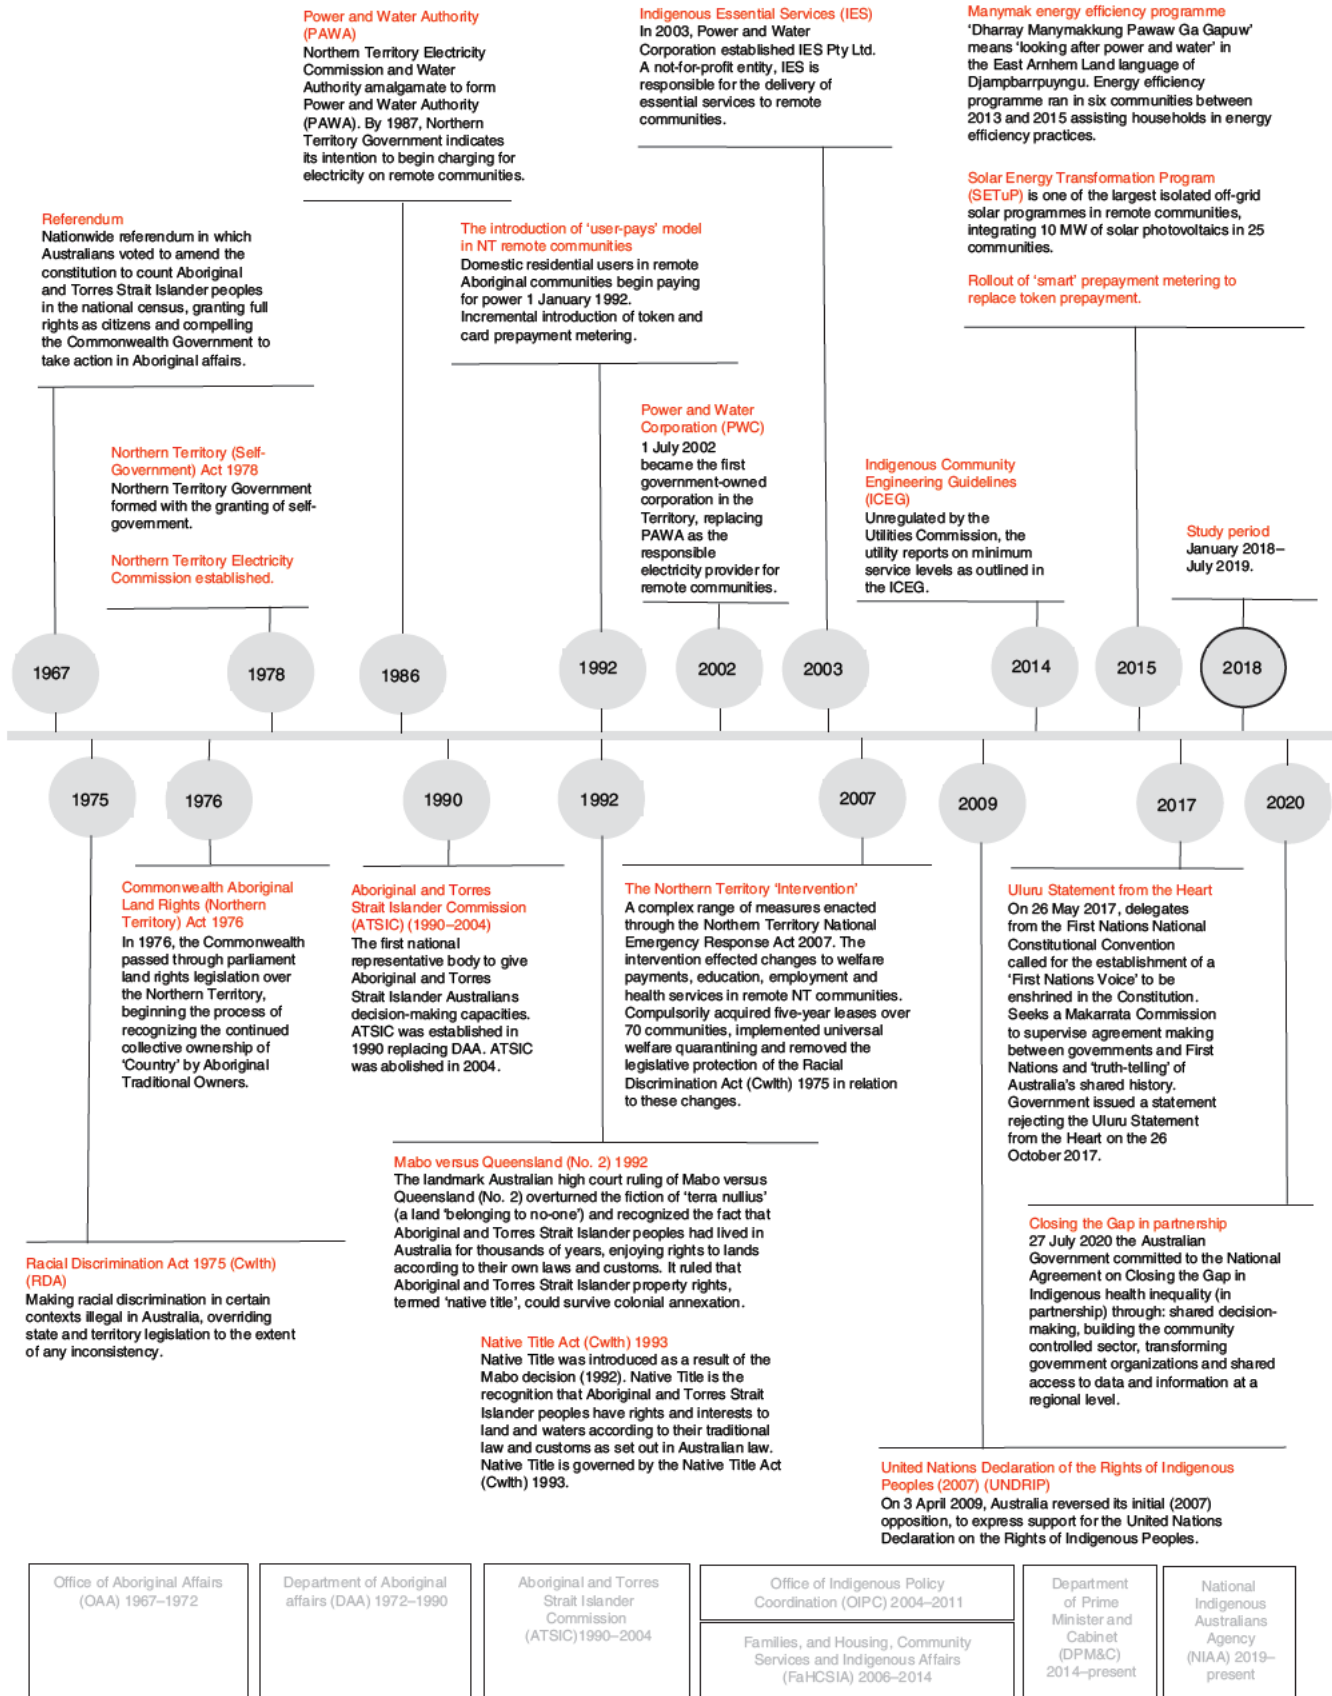 Power and Water Authority
(PAWA)
Northern Territory Electricity
Commission and Water
Authority amalgamate to form
Power and Water Authority
(PAWA). By 1987, Northern
Territory Government indicates
its intention to begin charging for
electricity on remote communities.
Indigenous Essential Services (IES)
In 2003, Power and Water
Corporation established IES Pty Ltd.
A not-for-profit entity, IES is
responsible for the delivery of
essential services to remote
communities.
Manymak energy efficiency programme
‘Dharray Manymakkung Pawaw Ga Gapuw’
means ‘looking after power and water’ in
the East Arnhem Land language of
Djampbarrpuyngu. Energy efficiency
programme ran in six communities between
2013 and 2015 assisting households in energy
efficiency practices.
Solar Energy Transformation Program
(SETuP) is one of the largest isolated off-grid
solar programmes in remote communities,
integrating 10 MW of solar photovoltaics in 25
communities.
Rollout of ‘smart’ prepayment metering to
replace token prepayment.
Referendum
Nationwide referendum in which
Australians voted to amend the
constitution to count Aboriginal
and Torres Strait Islander peoples
in the national census, granting full
rights as citizens and compelling
the Commonwealth Government to
take action in Aboriginal affairs.
The introduction of ‘user-pays’ model
in NT remote communities
Domestic residential users in remote
Aboriginal communities begin paying
for power 1 January 1992.
Incremental introduction of token and
card prepayment metering.
Northern Territory (Self-
Government) Act 1978
Northern Territory Government
formed with the granting of self-
government.
Northern Territory Electricity
Commission established.
Power and Water
Corporation (PWC)
1 July 2002
became the first
government-owned
corporation in the
Territory, replacing
PAWA as the
responsible
electricity provider for
remote communities.
Indigenous Community
Engineering Guidelines
(ICEG)
Unregulated by the
Utilities Commission, the
utility reports on minimum
service levels as outlined in
the ICEG.
Study period
January 2018–
July 2019.
1967
1978
1986
1992
2002
2003
2014
2015
2018
1975
1976
1990
1992
2007
2009
2017
2020
Commonwealth Aboriginal
Land Rights (Northern
Territory) Act 1976
In 1976, the Commonwealth
passed through parliament
land rights legislation over
the Northern Territory,
beginning the process of
recognizing the continued
collective ownership of
‘Country’ by Aboriginal
Traditional Owners.
Aboriginal and Torres
Strait Islander Commission
(ATSIC) (1990–2004)
The first national
representative body to give
Aboriginal and Torres
Strait Islander Australians
decision-making capacities.
ATSIC was established in
1990 replacing DAA. ATSIC
was abolished in 2004.
The Northern Territory ‘Intervention’
A complex range of measures enacted
through the Northern Territory National
Emergency Response Act 2007. The
intervention effected changes to welfare
payments, education, employment and
health services in remote NT communities.
Compulsorily acquired five-year leases over
70 communities, implemented universal
welfare quarantining and removed the
legislative protection of the Racial
Discrimination Act (Cwlth) 1975 in relation
to these changes.
Uluru Statement from the Heart
On 26 May 2017, delegates
from the First Nations National
Constitutional Convention
called for the establishment of a
‘First Nations Voice’ to be
enshrined in the Constitution.
Seeks a Makarrata Commission
to supervise agreement making
between governments and First
Nations and ‘truth-telling’ of
Australia’s shared history.
Government issued a statement
rejecting the Uluru Statement
from the Heart on the 26
October 2017.
Mabo versus Queensland (No. 2) 1992
The landmark Australian high court ruling of Mabo versus
Queensland (No. 2) overturned the fiction of ‘terra nullius’
(a land ‘belonging to no-one’) and recognized the fact that
Aboriginal and Torres Strait Islander peoples had lived in
Australia for thousands of years, enjoying rights to lands
according to their own laws and customs. It ruled that
Aboriginal and Torres Strait Islander property rights,
termed ‘native title’, could survive colonial annexation.
Racial Discrimination Act 1975 (Cwlth)
(RDA)
Making racial discrimination in certain
contexts illegal in Australia, overriding
state and territory legislation to the extent
of any inconsistency.
Native Title Act (Cwlth) 1993
Native Title was introduced as a result of the
Mabo decision (1992). Native Title is the
recognition that Aboriginal and Torres Strait
Islander peoples have rights and interests to
land and waters according to their traditional
law and customs as set out in Australian law.
Native Title is governed by the Native Title Act
(Cwlth) 1993.
Closing the Gap in partnership
27 July 2020 the Australian
Government committed to the National
Agreement on Closing the Gap in
Indigenous health inequality (in
partnership) through: shared decision-
making, building the community
controlled sector, transforming
government organizations and shared
access to data and information at a
regional level.
United Nations Declaration of the Rights of Indigenous
Peoples (2007) (UNDRIP)
On 3 April 2009, Australia reversed its initial (2007)
opposition, to express support for the United Nations
Declaration on the Rights of Indigenous Peoples.
Office of Aboriginal Affairs
(OAA) 1967–1972
Department of Aboriginal
affairs (DAA) 1972–1990
Aboriginal and Torres
Strait Islander
Commission
(ATSIC)1990–2004
Office of Indigenous Policy
Coordination (OIPC) 2004–2011
Families, and Housing, Community
Services and Indigenous Affairs
(FaHCSIA) 2006–2014
Department
of Prime
Minister and
Cabinet
(DPM&C)
2014–present
National
Indigenous
Australians
Agency
(NIAA) 2019–
present